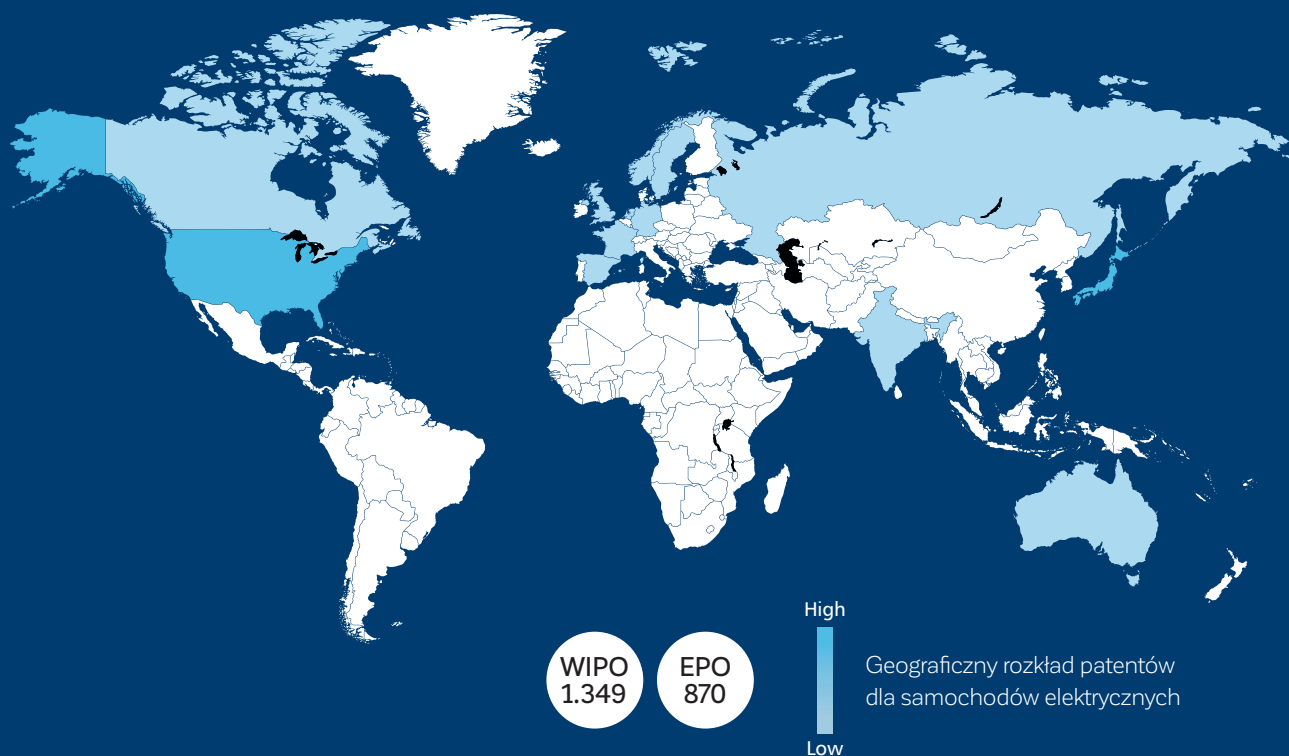 WIPO
1.349
EPO
870
High
Low
Geograficzny rozkład patentów
dla samochodów elektrycznych